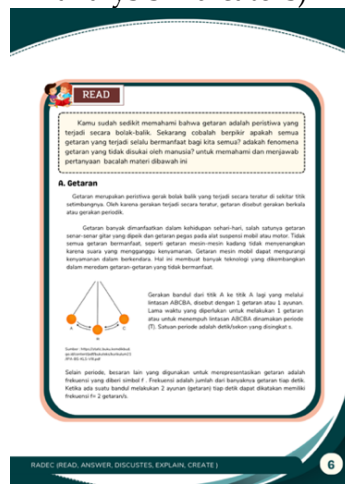 READ
Kamu sudah sedikit memahami bahwa getaran adalah peristiwa yang
terjadi secara bolak-balik. Sekarang cobalah berpikir apakah semua
getaran yang terjadi selalu bermanfaat bagi kita semua? adakah fenomena
getaran yang tidak disukai oleh manusia? untuk memahami dan menjawab
pertanyaan bacalah materi dibawah ini
A. Getaran
Getaran merupakan peristiwa gerak bolak balik yang terjadi di sekitar titik
setimbangnya. Oleh karena gerakan terjadi secara teratur, getaran disebut gerakan berkala
atau gerakan periodik.
Getaran banyak dimanfaatkan dalam kehidupan sehari-hari, salah satunya getaran
senar-senar gitar yang dipetik dan getaran pegas pada alat suspensi mobil atau motor. Tidak
semua getaran bermanfaat, seperti getaran mesin-mesin kadang tidak menyenangkan
karena suara yang mengganggu kenyamanan. Getaran mesin mobil dapat mengurangi
kenyamanan dalam berkendara. Hal ini membuat banyak teknologi yang dikembangkan
dalam meredam getaran-getaran yang tidak bermanfaat.
Gerakan bandul dari titik A ke titik A lagi yang melalui
lintasan ABCBA, disebut dengan 1 getaran atau 1 ayunan.
Lama waktu yang diperlukan untuk melakukan 1 getaran
atau untuk menempuh lintasan ABCBA dinamakan periode
(T). Satuan periode adalah detik/sekon yang disingkat s.
A
B
C
Selain periode, besaran lain yang digunakan untuk merepresentasikan getaran adalah
frekuensi yang diberi simbol f . Frekuensi adalah jumlah dari banyaknya getaran tiap detik.
Ketika ada suatu bandul melakukan 2 ayunan (getaran) tiap detik dapat dikatakan memiliki
frekuensi f= 2 getaran/s.
RADEC (READ, ANSWER, DISCUSTES, EXPLAIN, CREATE )
6